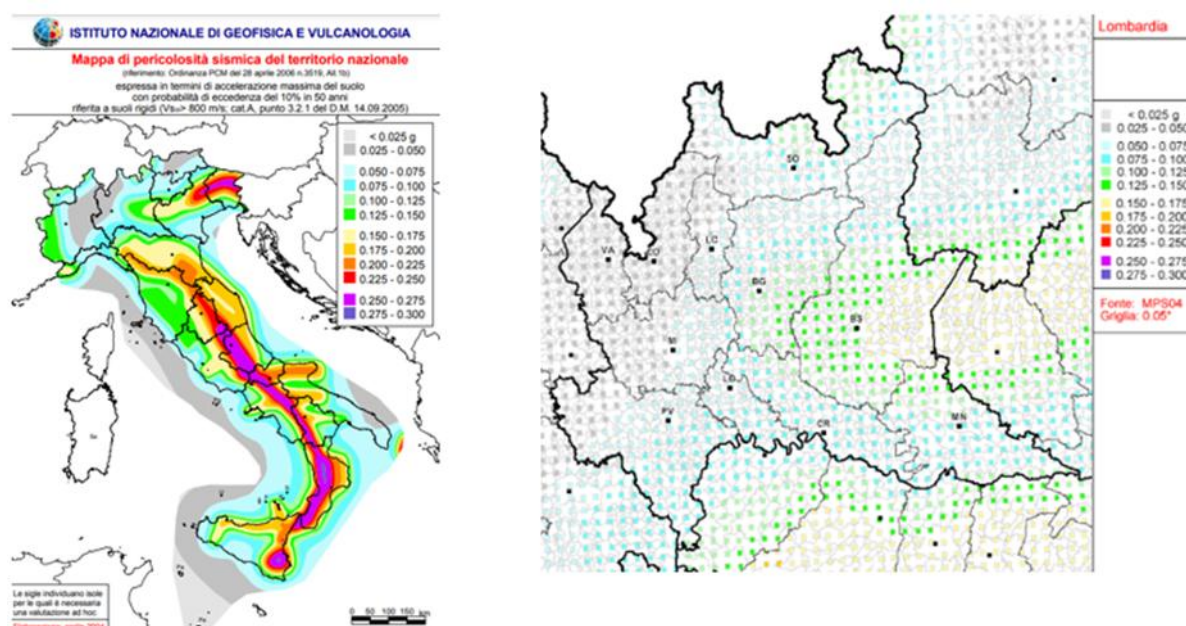 ISTITUTO NAZIONALE DI GEOFISICA E VULCANOLOGIA
Mappa di pericolosità sismica del territorio nazionale
(riferimento: Ordinanza PCM del 28 aprile 2006 n.3519, All.1b)
espressa in termini di accelerazione massima del suolo
con probabilità di eccedenza del 10% in 50 anni
riferita a suoli rigidi (Vs₃₀> 800 m/s; cat.A, punto 3.2.1 del D.M. 14.09.2005)
< 0.025 g
0.025 - 0.050
0.050 - 0.075
0.075 - 0.100
0.100 - 0.125
0.125 - 0.150
0.150 - 0.175
0.175 - 0.200
0.200 - 0.225
0.225 - 0.250
0.250 - 0.275
0.275 - 0.300
Le sigle individuano isole
per le quali è necessaria
una valutazione ad hoc
0 50 100 150 km
Lombardia
< 0.025 g
0.025 - 0.050
0.050 - 0.075
0.075 - 0.100
0.100 - 0.125
0.125 - 0.150
0.150 - 0.175
0.175 - 0.200
0.200 - 0.225
0.225 - 0.250
0.250 - 0.275
0.275 - 0.300
Fonte: MPS04
Griglia: 0.05°
SO
VA
CO
LC
BG
BS
MI
LO
PV
CR
MN